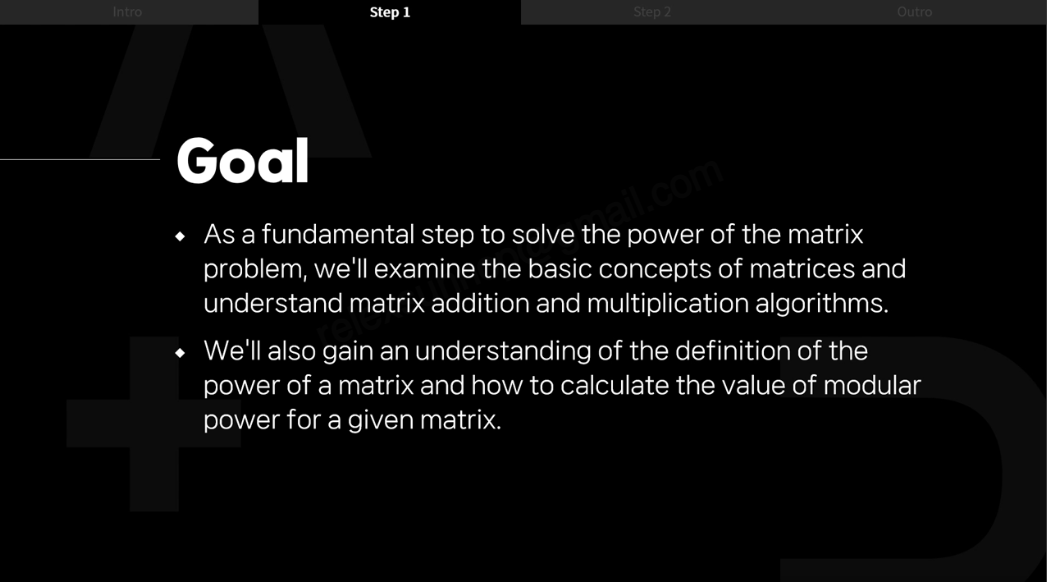 Intro
Step 1
Step 2
Outro
Goal
As a fundamental step to solve the power of the matrix
problem, we'll examine the basic concepts of matrices and
understand matrix addition and multiplication algorithms.
We'll also gain an understanding of the definition of the
power of a matrix and how to calculate the value of modular
power for a given matrix.